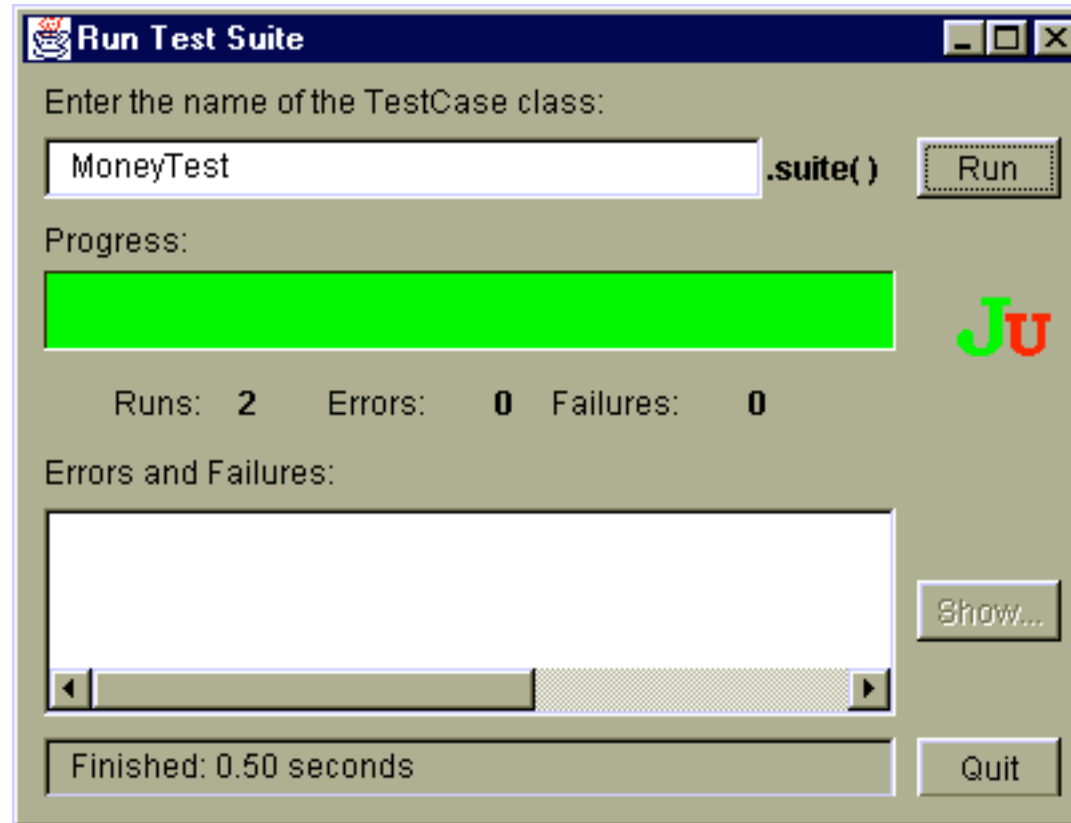 Run Test Suite
Enter the name of the TestCase class:
MoneyTest .suite( ) Run
Progress:
JU
Runs: 2 Errors: 0 Failures: 0
Errors and Failures:
Show...
Finished: 0.50 seconds Quit